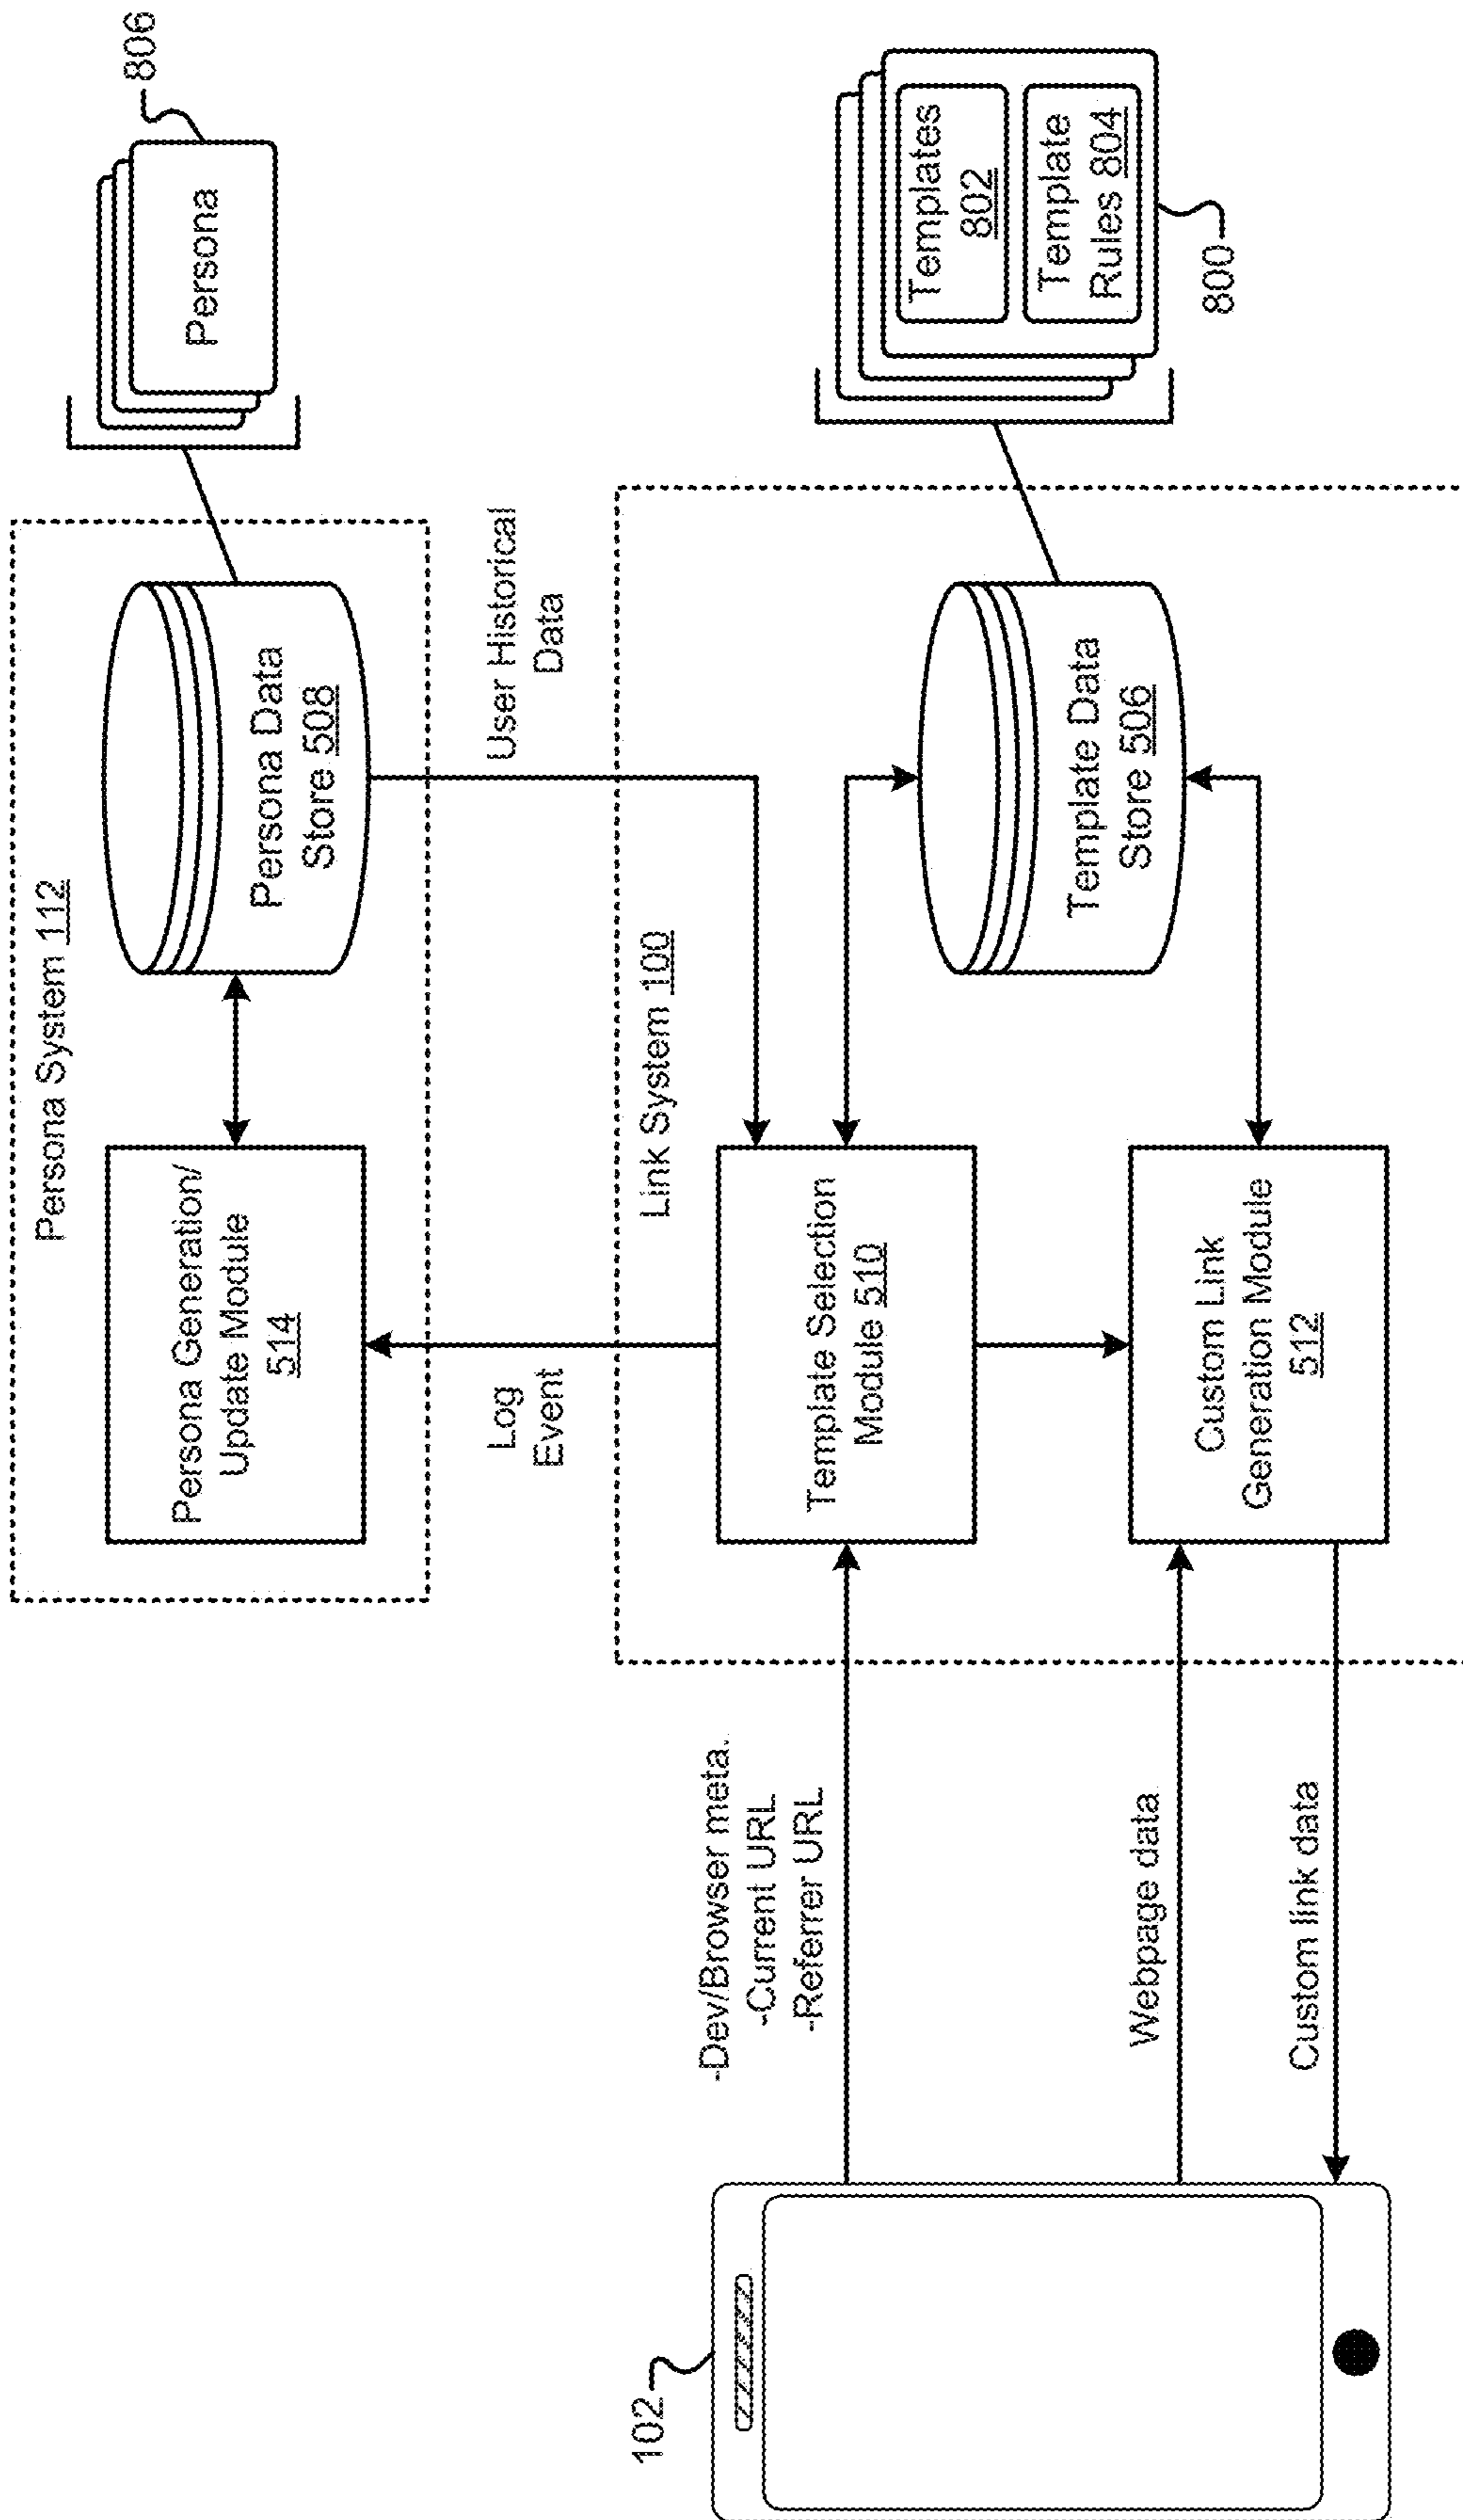 Persona System 112
Persona Generation/
Update Module
514
Persona Data
Store 508
Persona
806
Log
Event
User Historical
Data
Link System 100
102
-Dev/Browser meta.
-Current URL
-Referrer URL
Template Selection
Module 510
Template Data
Store 506
Templates
802
Template
Rules 804
800
Webpage data
Custom link data
Custom Link
Generation Module
512